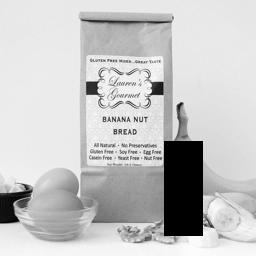 Gluten Free Mixes...Great Taste
Lauren's
Gourmet
BANANA NUT
BREAD
All Natural • No Preservatives
Gluten Free • Soy Free • Egg Free
Casein Free • Yeast Free • Nut Free